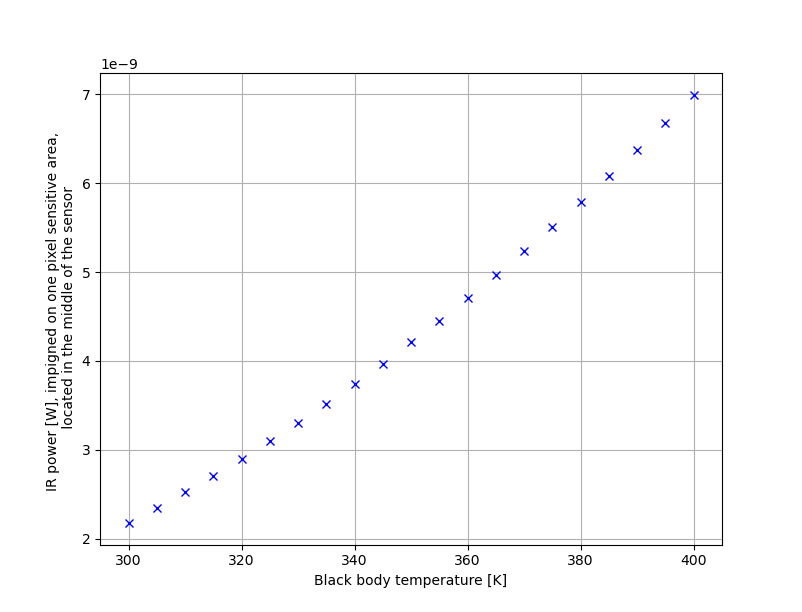 1e−9
7
6
5
4
3
2
IR power [W], impigned on one pixel sensitive area,
located in the middle of the sensor
300 320 340 360 380 400
Black body temperature [K]